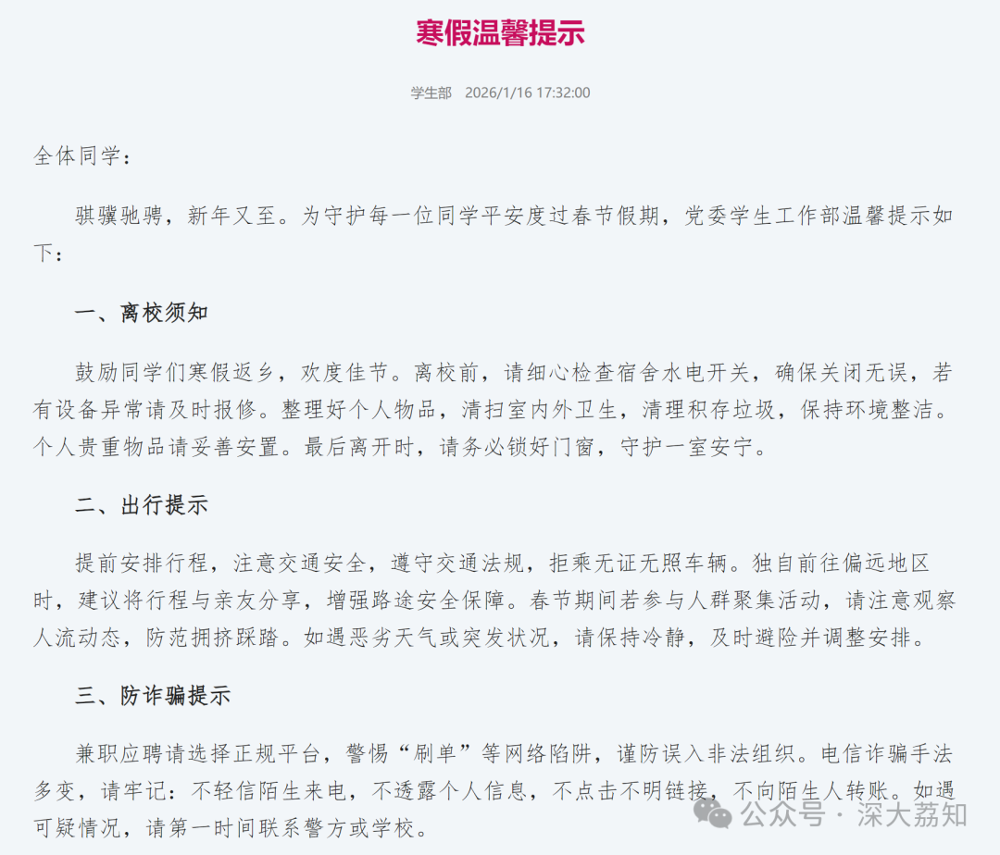 寒假温馨提示
学生部 2026/1/16 17:32:00
全体同学：
骐骥驰骋，新年又至。为守护每一位同学平安度过春节假期，党委学生工作部温馨提示如
下：
一、离校须知
鼓励同学们寒假返乡，欢度佳节。离校前，请细心检查宿舍水电开关，确保关闭无误，若
有设备异常请及时报修。整理好个人物品，清扫室内外卫生，清理积存垃圾，保持环境整洁。
个人贵重物品请妥善安置。最后离开时，请务必锁好门窗，守护一室安宁。
二、出行提示
提前安排行程，注意交通安全，遵守交通法规，拒乘无证无照车辆。独自前往偏远地区
时，建议将行程与亲友分享，增强路途安全保障。春节期间若参与人群聚集活动，请注意观察
人流动态，防范拥挤踩踏。如遇恶劣天气或突发状况，请保持冷静，及时避险并调整安排。
三、防诈骗提示
兼职应聘请选择正规平台，警惕“刷单”等网络陷阱，谨防误入非法组织。电信诈骗手法
多变，请牢记：不轻信陌生来电，不透露个人信息，不点击不明链接，不向陌生人转账。如遇
可疑情况，请第一时间联系警方或学校。
公众号·深大荔知